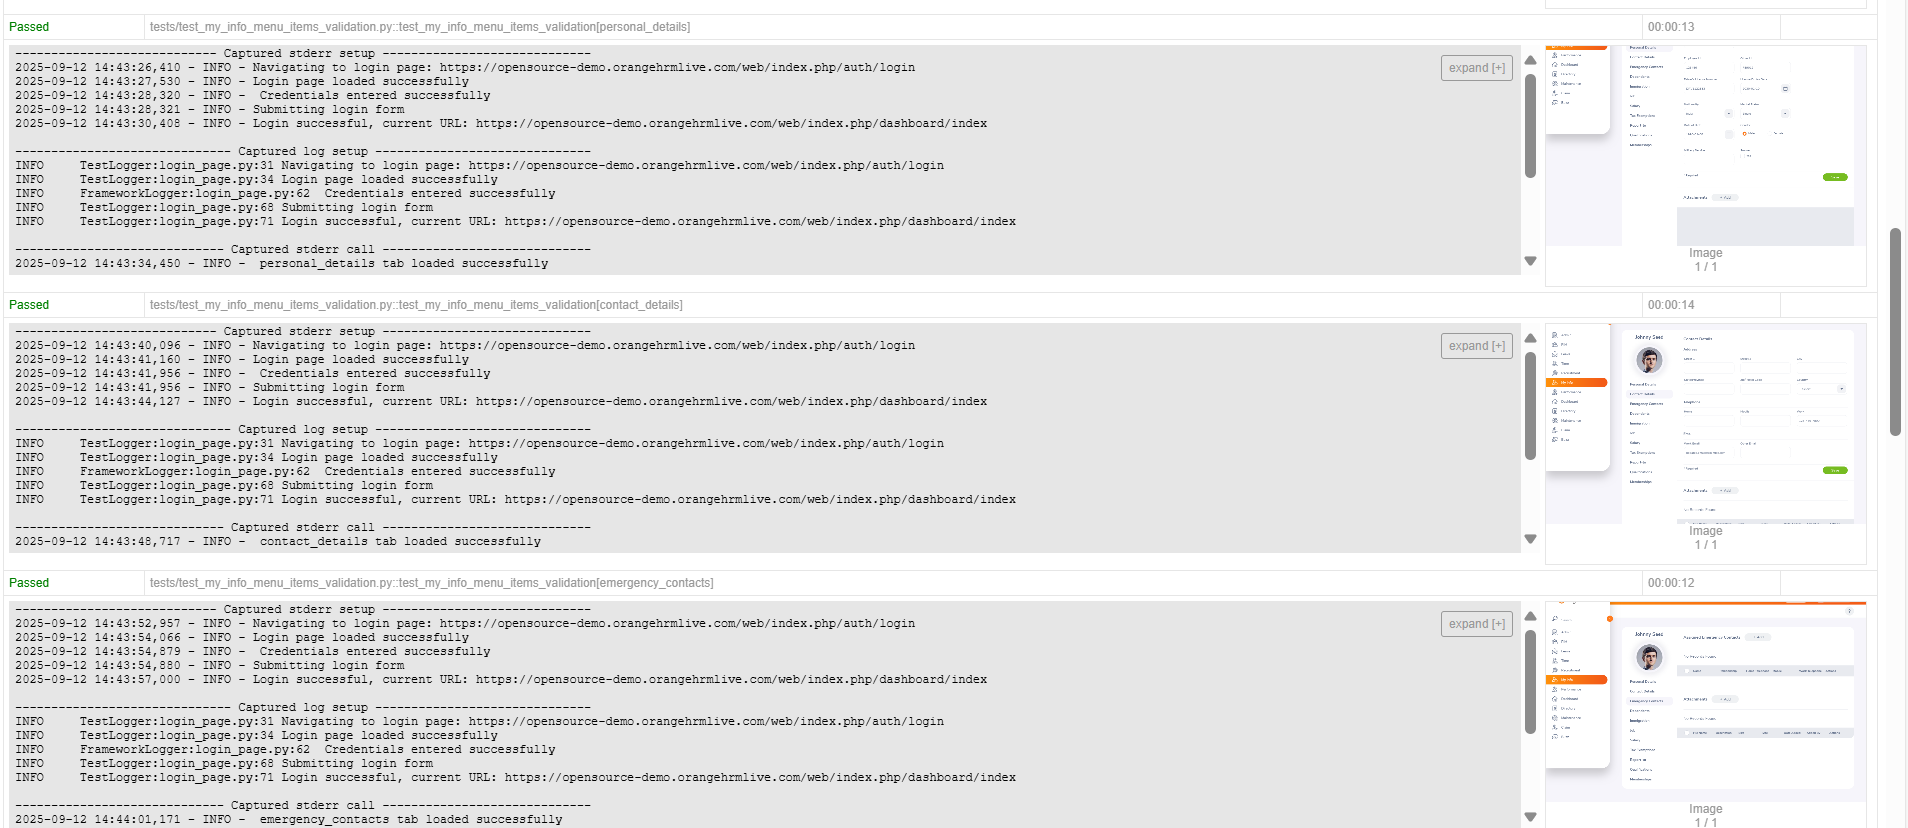 Passed tests/test_my_info_menu_items_validation.py::test_my_info_menu_items_validation[personal_details] 00:00:13
---------------------------- Captured stderr setup -----------------------------
expand [+]
2025-09-12 14:43:26,410 - INFO - Navigating to login page: https://opensource-demo.orangehrmlive.com/web/index.php/auth/login
2025-09-12 14:43:27,530 - INFO - Login page loaded successfully
2025-09-12 14:43:28,320 - INFO -  Credentials entered successfully
2025-09-12 14:43:28,321 - INFO - Submitting login form
2025-09-12 14:43:30,408 - INFO - Login successful, current URL: https://opensource-demo.orangehrmlive.com/web/index.php/dashboard/index
---------------------------- Captured log setup -----------------------------
INFO     TestLogger:login_page.py:31 Navigating to login page: https://opensource-demo.orangehrmlive.com/web/index.php/auth/login
INFO     TestLogger:login_page.py:34 Login page loaded successfully
INFO     FrameworkLogger:login_page.py:62  Credentials entered successfully
INFO     TestLogger:login_page.py:68 Submitting login form
INFO     TestLogger:login_page.py:71 Login successful, current URL: https://opensource-demo.orangehrmlive.com/web/index.php/dashboard/index
----------------------------- Captured stderr call -----------------------------
2025-09-12 14:43:34,450 - INFO -  personal_details tab loaded successfully
Image
1 / 1
Passed tests/test_my_info_menu_items_validation.py::test_my_info_menu_items_validation[contact_details] 00:00:14
---------------------------- Captured stderr setup -----------------------------
expand [+]
2025-09-12 14:43:40,096 - INFO - Navigating to login page: https://opensource-demo.orangehrmlive.com/web/index.php/auth/login
2025-09-12 14:43:41,160 - INFO - Login page loaded successfully
2025-09-12 14:43:41,956 - INFO -  Credentials entered successfully
2025-09-12 14:43:41,956 - INFO - Submitting login form
2025-09-12 14:43:44,127 - INFO - Login successful, current URL: https://opensource-demo.orangehrmlive.com/web/index.php/dashboard/index
---------------------------- Captured log setup -----------------------------
INFO     TestLogger:login_page.py:31 Navigating to login page: https://opensource-demo.orangehrmlive.com/web/index.php/auth/login
INFO     TestLogger:login_page.py:34 Login page loaded successfully
INFO     FrameworkLogger:login_page.py:62  Credentials entered successfully
INFO     TestLogger:login_page.py:68 Submitting login form
INFO     TestLogger:login_page.py:71 Login successful, current URL: https://opensource-demo.orangehrmlive.com/web/index.php/dashboard/index
----------------------------- Captured stderr call -----------------------------
2025-09-12 14:43:48,717 - INFO -  contact_details tab loaded successfully
Johnny Seed
Contact Details
Personal Details
Contact Details
Emergency Contacts
Attachments
Image
1 / 1
Passed tests/test_my_info_menu_items_validation.py::test_my_info_menu_items_validation[emergency_contacts] 00:00:12
---------------------------- Captured stderr setup -----------------------------
expand [+]
2025-09-12 14:43:52,957 - INFO - Navigating to login page: https://opensource-demo.orangehrmlive.com/web/index.php/auth/login
2025-09-12 14:43:54,066 - INFO - Login page loaded successfully
2025-09-12 14:43:54,879 - INFO -  Credentials entered successfully
2025-09-12 14:43:54,880 - INFO - Submitting login form
2025-09-12 14:43:57,000 - INFO - Login successful, current URL: https://opensource-demo.orangehrmlive.com/web/index.php/dashboard/index
---------------------------- Captured log setup -----------------------------
INFO     TestLogger:login_page.py:31 Navigating to login page: https://opensource-demo.orangehrmlive.com/web/index.php/auth/login
INFO     TestLogger:login_page.py:34 Login page loaded successfully
INFO     FrameworkLogger:login_page.py:62  Credentials entered successfully
INFO     TestLogger:login_page.py:68 Submitting login form
INFO     TestLogger:login_page.py:71 Login successful, current URL: https://opensource-demo.orangehrmlive.com/web/index.php/dashboard/index
----------------------------- Captured stderr call -----------------------------
2025-09-12 14:44:01,171 - INFO -  emergency_contacts tab loaded successfully
Johnny Seed
Assigned Emergency Contacts
Personal Details
Contact Details
Emergency Contacts
Attachments
Image
1 / 1